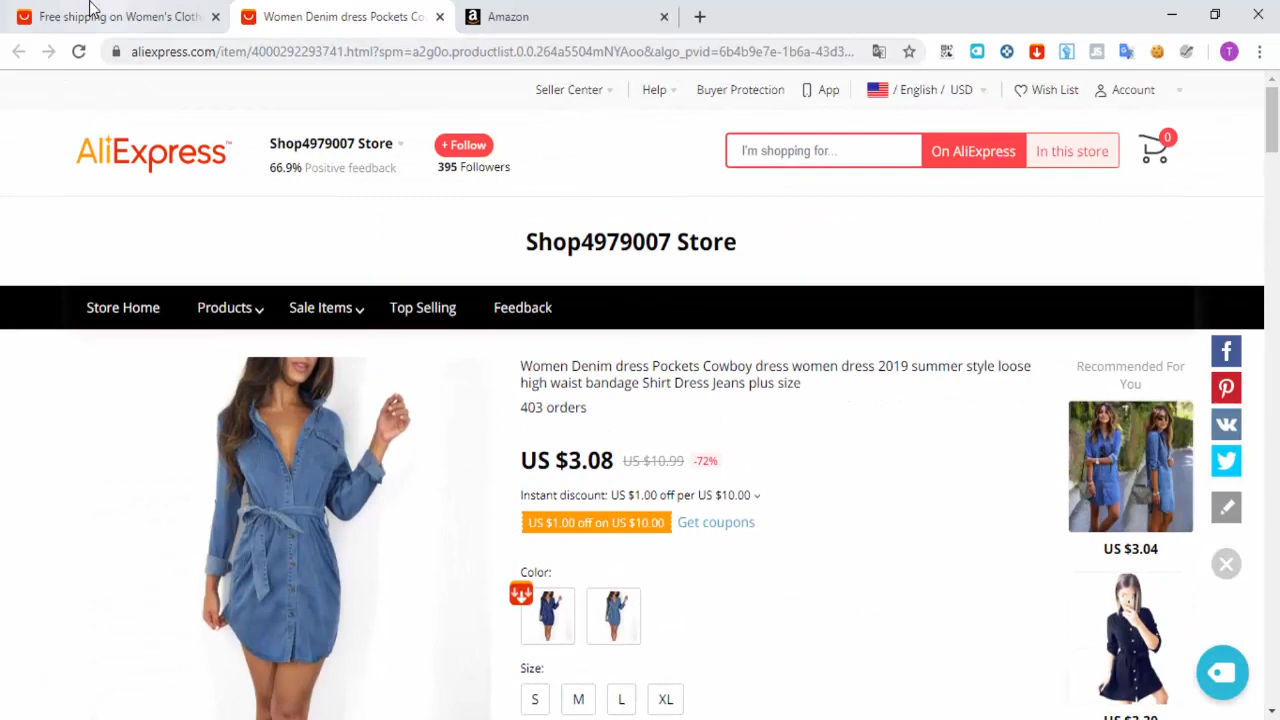 Free shipping on Women's Cloth
Women Denim dress Pockets Co
Amazon
aliexpress.com/item/4000292293741.html?spm=a2g0o.productlist.0.0.264a5504mNYAoo&algo_pvid=6b4b9e7e-1b6a-43d3...
T
Seller Center
Help
Buyer Protection
App
/ English / USD
Wish List
Account
AliExpress
Shop4979007 Store
66.9% Positive feedback
+ Follow
395 Followers
I'm shopping for...
On AliExpress
In this store
0
Shop4979007 Store
Store Home
Products
Sale Items
Top Selling
Feedback
Women Denim dress Pockets Cowboy dress women dress 2019 summer style loose
high waist bandage Shirt Dress Jeans plus size
403 orders
US $3.08 US $10.99 -72%
Instant discount: US $1.00 off per US $10.00
US $1.00 off on US $10.00 Get coupons
Color:
Size:
S
M
L
XL
Recommended For
You
US $3.04